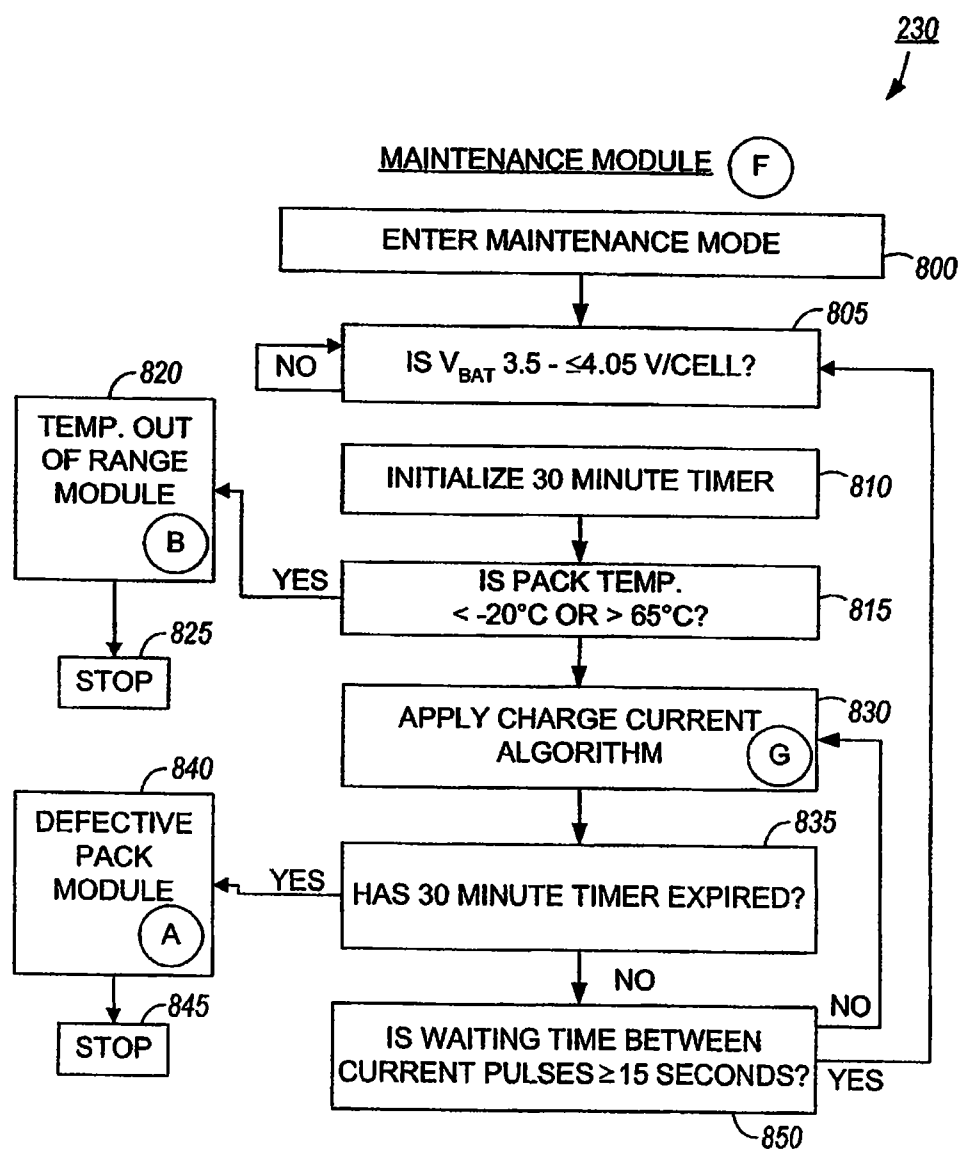 230
MAINTENANCE MODULE F
ENTER MAINTENANCE MODE
800
805
IS V_BAT 3.5 - ≤4.05 V/CELL?
NO
820
TEMP. OUT
OF RANGE
MODULE
B
INITIALIZE 30 MINUTE TIMER
810
YES
IS PACK TEMP.
< -20°C OR > 65°C?
815
825
STOP
APPLY CHARGE CURRENT
ALGORITHM
G
830
840
DEFECTIVE
PACK
MODULE
A
835
YES
HAS 30 MINUTE TIMER EXPIRED?
NO
845
STOP
IS WAITING TIME BETWEEN
CURRENT PULSES ≥ 15 SECONDS?
NO
YES
850